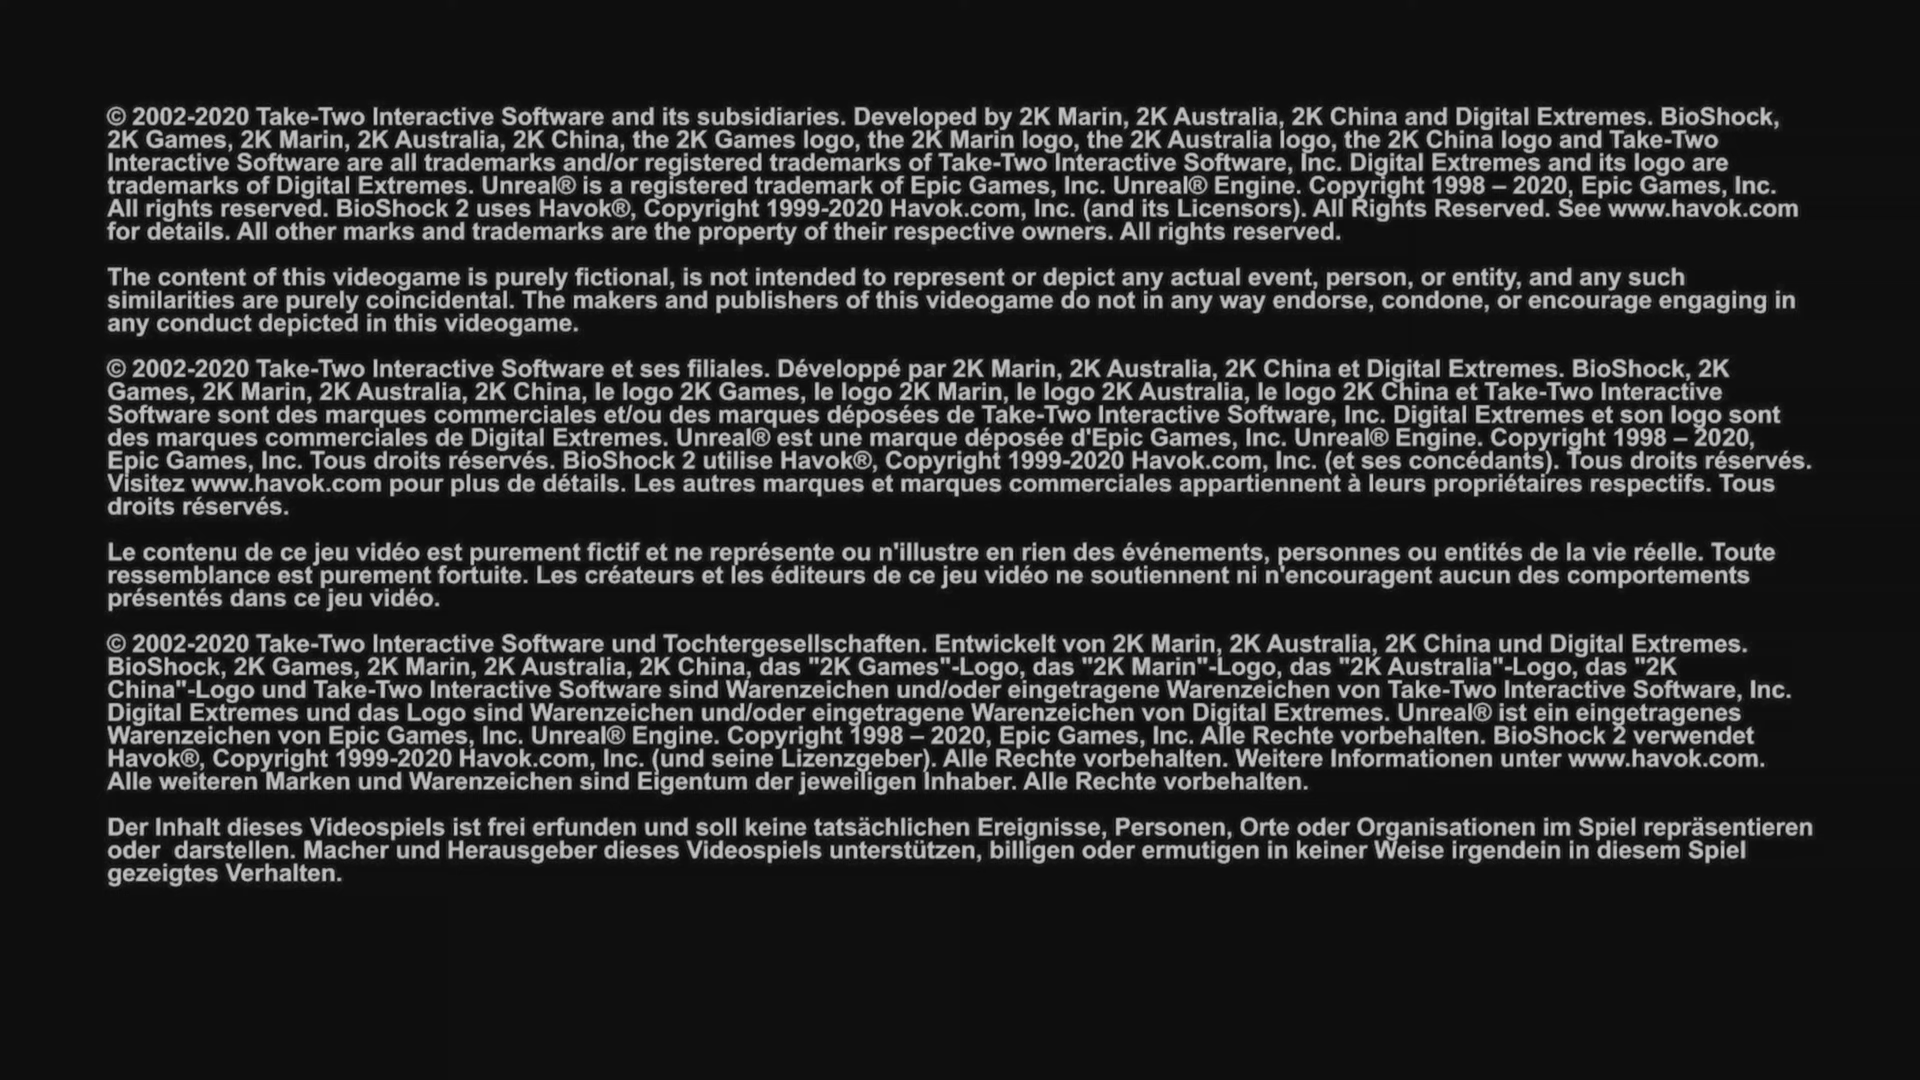 © 2002-2020 Take-Two Interactive Software and its subsidiaries. Developed by 2K Marin, 2K Australia, 2K China and Digital Extremes. BioShock,
2K Games, 2K Marin, 2K Australia, 2K China, the 2K Games logo, the 2K Marin logo, the 2K Australia logo, the 2K China logo and Take-Two
Interactive Software are all trademarks and/or registered trademarks of Take-Two Interactive Software, Inc. Digital Extremes and its logo are
trademarks of Digital Extremes. Unreal® is a registered trademark of Epic Games, Inc. Unreal® Engine. Copyright 1998 – 2020, Epic Games, Inc.
All rights reserved. BioShock 2 uses Havok®, Copyright 1999-2020 Havok.com, Inc. (and its Licensors). All Rights Reserved. See www.havok.com
for details. All other marks and trademarks are the property of their respective owners. All rights reserved.
The content of this videogame is purely fictional, is not intended to represent or depict any actual event, person, or entity, and any such
similarities are purely coincidental. The makers and publishers of this videogame do not in any way endorse, condone, or encourage engaging in
any conduct depicted in this videogame.
© 2002-2020 Take-Two Interactive Software et ses filiales. Développé par 2K Marin, 2K Australia, 2K China et Digital Extremes. BioShock, 2K
Games, 2K Marin, 2K Australia, 2K China, le logo 2K Games, le logo 2K Marin, le logo 2K Australia, le logo 2K China et Take-Two Interactive
Software sont des marques commerciales et/ou des marques déposées de Take-Two Interactive Software, Inc. Digital Extremes et son logo sont
des marques commerciales de Digital Extremes. Unreal® est une marque déposée d'Epic Games, Inc. Unreal® Engine. Copyright 1998 – 2020,
Epic Games, Inc. Tous droits réservés. BioShock 2 utilise Havok®, Copyright 1999-2020 Havok.com, Inc. (et ses concédants). Tous droits réservés.
Visitez www.havok.com pour plus de détails. Les autres marques et marques commerciales appartiennent à leurs propriétaires respectifs. Tous
droits réservés.
Le contenu de ce jeu vidéo est purement fictif et ne représente ou n'illustre en rien des événements, personnes ou entités de la vie réelle. Toute
ressemblance est purement fortuite. Les créateurs et les éditeurs de ce jeu vidéo ne soutiennent ni n'encouragent aucun des comportements
présentés dans ce jeu vidéo.
© 2002-2020 Take-Two Interactive Software und Tochtergesellschaften. Entwickelt von 2K Marin, 2K Australia, 2K China und Digital Extremes.
BioShock, 2K Games, 2K Marin, 2K Australia, 2K China, das "2K Games"-Logo, das "2K Marin"-Logo, das "2K Australia"-Logo, das "2K
China"-Logo und Take-Two Interactive Software sind Warenzeichen und/oder eingetragene Warenzeichen von Take-Two Interactive Software, Inc.
Digital Extremes und das Logo sind Warenzeichen und/oder eingetragene Warenzeichen von Digital Extremes. Unreal® ist ein eingetragenes
Warenzeichen von Epic Games, Inc. Unreal® Engine. Copyright 1998 – 2020, Epic Games, Inc. Alle Rechte vorbehalten. BioShock 2 verwendet
Havok®, Copyright 1999-2020 Havok.com, Inc. (und seine Lizenzgeber). Alle Rechte vorbehalten. Weitere Informationen unter www.havok.com.
Alle weiteren Marken und Warenzeichen sind Eigentum der jeweiligen Inhaber. Alle Rechte vorbehalten.
Der Inhalt dieses Videospiels ist frei erfunden und soll keine tatsächlichen Ereignisse, Personen, Orte oder Organisationen im Spiel repräsentieren
oder  darstellen. Macher und Herausgeber dieses Videospiels unterstützen, billigen oder ermutigen in keiner Weise irgendein in diesem Spiel
gezeigtes Verhalten.